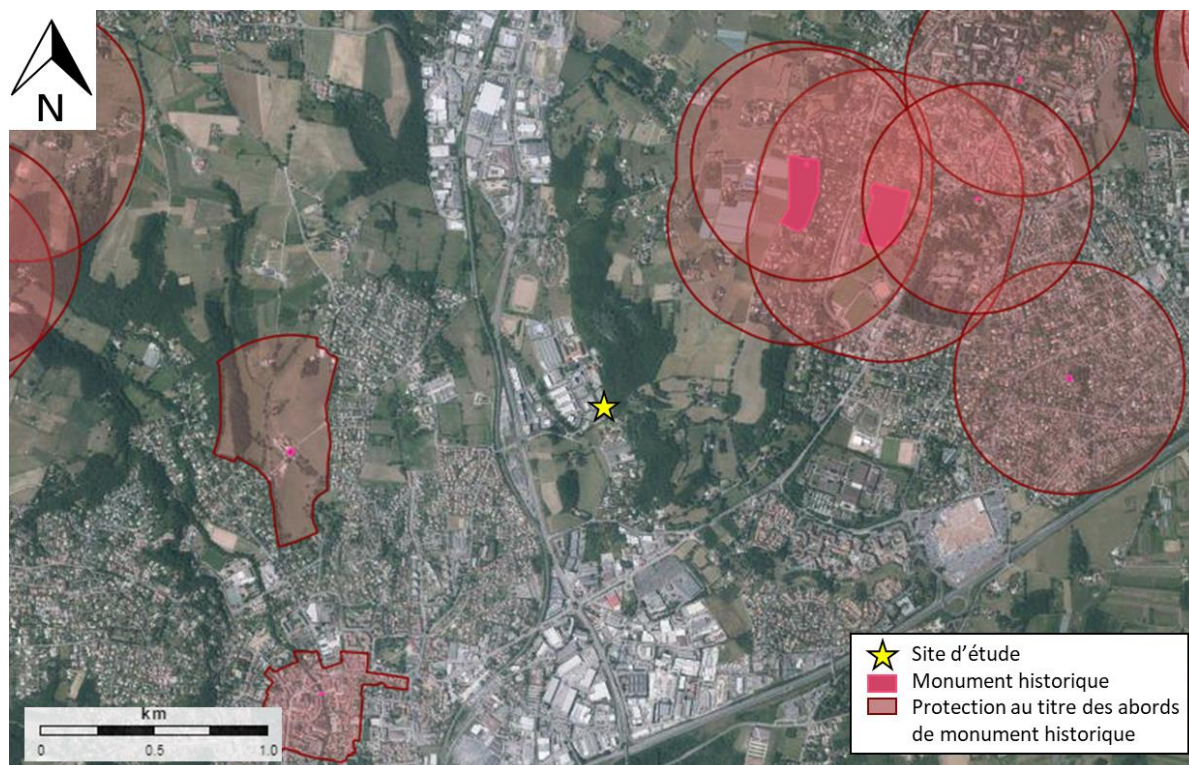 N
Site d'étude
Monument historique
Protection au titre des abords
de monument historique
km
0 0.5 1.0